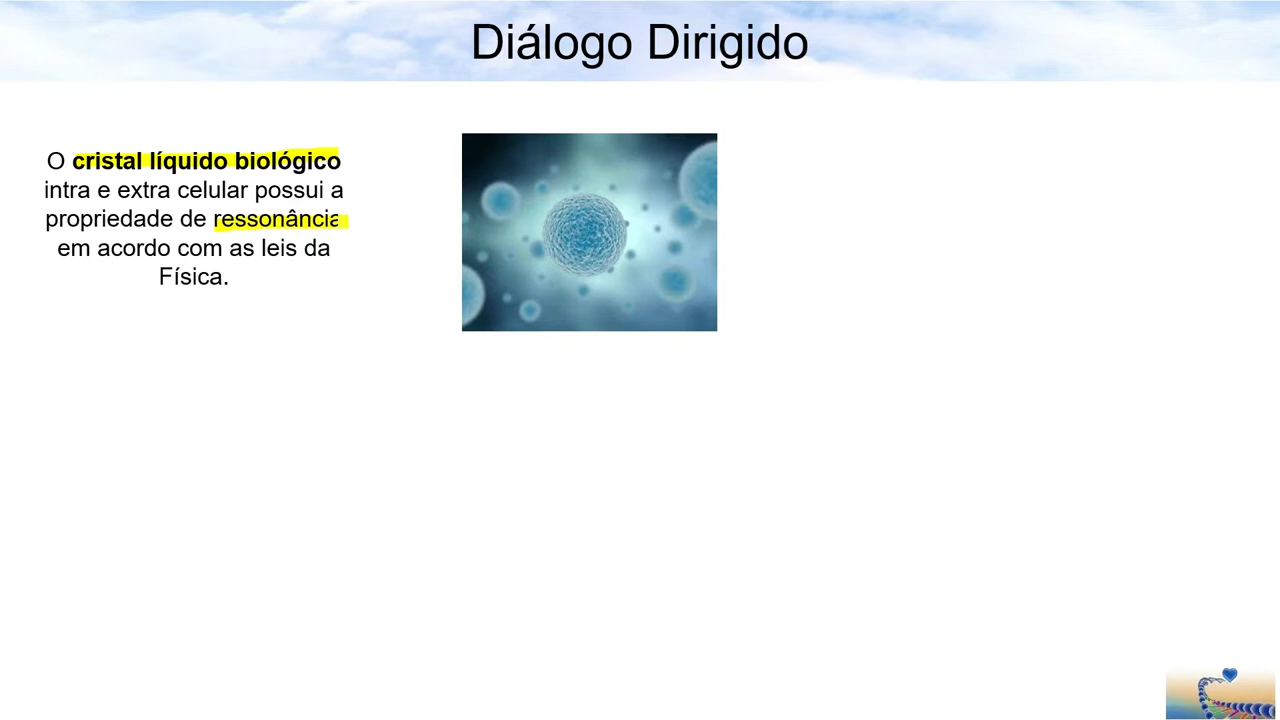 Diálogo Dirigido
O cristal líquido biológico
intra e extra celular possui a
propriedade de ressonância
em acordo com as leis da
Física.